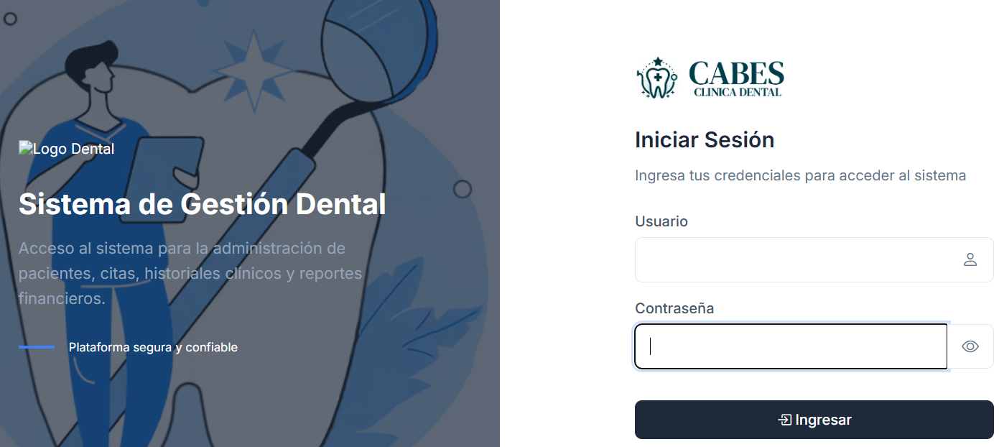 Logo Dental
Sistema de Gestión Dental
Acceso al sistema para la administración de
pacientes, citas, historiales clínicos y reportes
financieros.
Plataforma segura y confiable
CABES
CLINICA DENTAL
Iniciar Sesión
Ingresa tus credenciales para acceder al sistema
Usuario
Contraseña
Ingresar